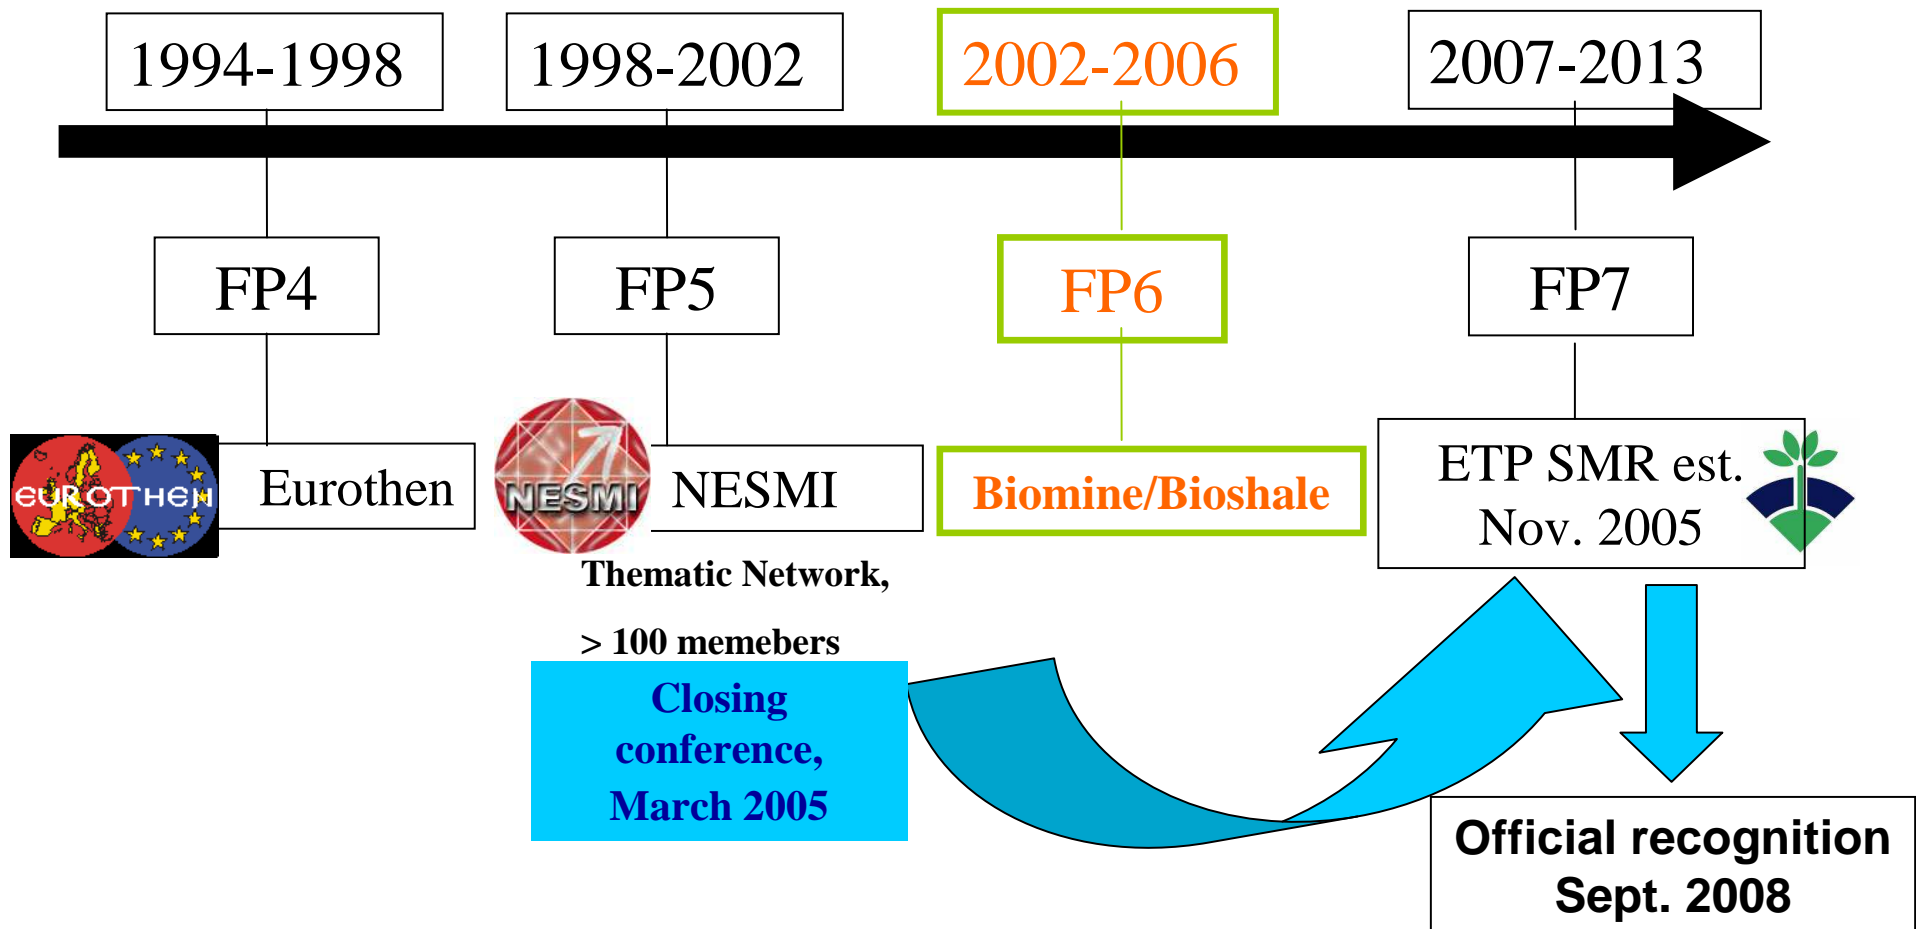 1994-1998
1998-2002
2002-2006
2007-2013
FP4
FP5
FP6
FP7
EUROTHEN
Eurothen
NESMI
NESMI
Biomine/Bioshale
ETP SMR est.
Nov. 2005
Thematic Network,
> 100 memebers
Closing
conference,
March 2005
Official recognition
Sept. 2008